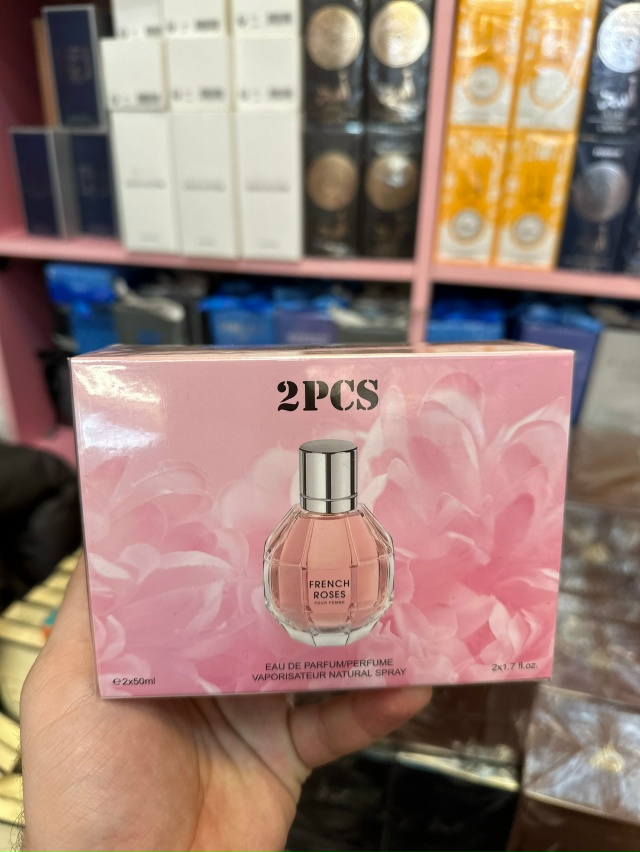 2PCS
FRENCH
ROSES
POUR FEMME
EAU DE PARFUM/PERFUME
VAPORISATEUR NATURAL SPRAY
℮2x50ml
2x1.7 fl.oz.